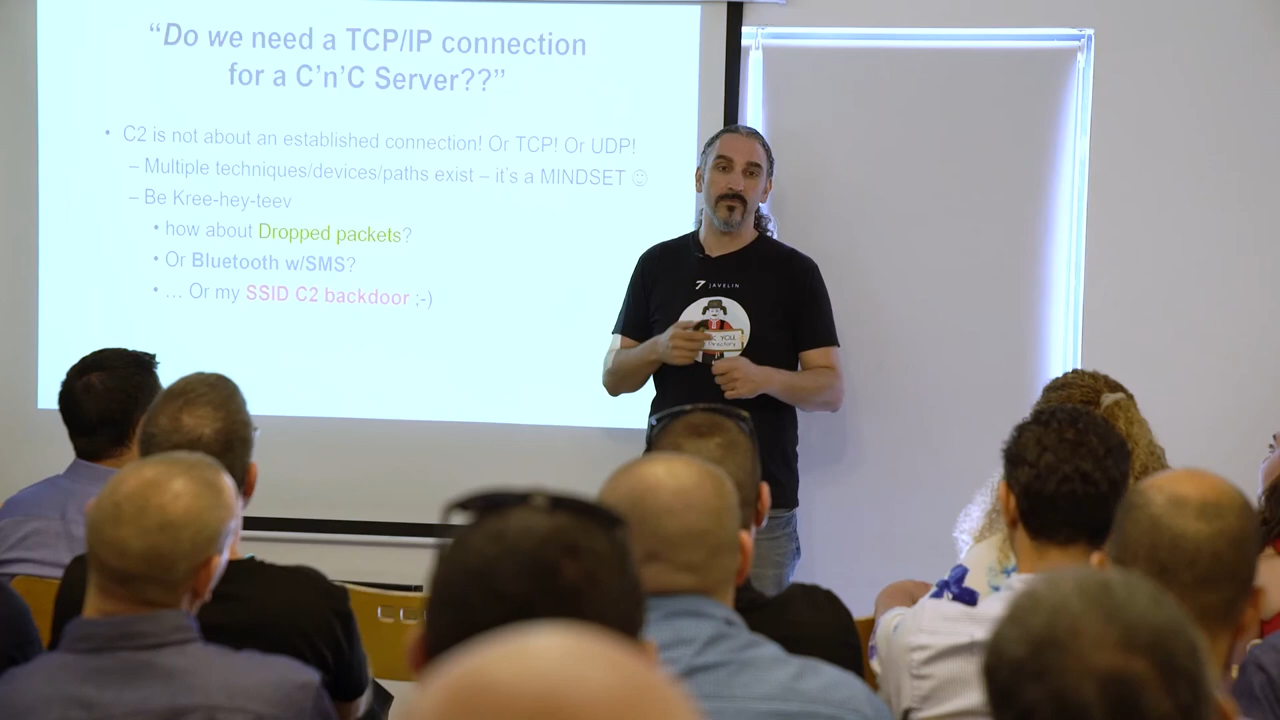 “Do we need a TCP/IP connection
for a C’n’C Server??”
• C2 is not about an established connection! Or TCP! Or UDP!
– Multiple techniques/devices/paths exist – it’s a MINDSET ☺
– Be Kree-hey-teev
• how about Dropped packets?
• Or Bluetooth w/SMS?
• … Or my SSID C2 backdoor ;-)
JAVELIN
YOU
Directory